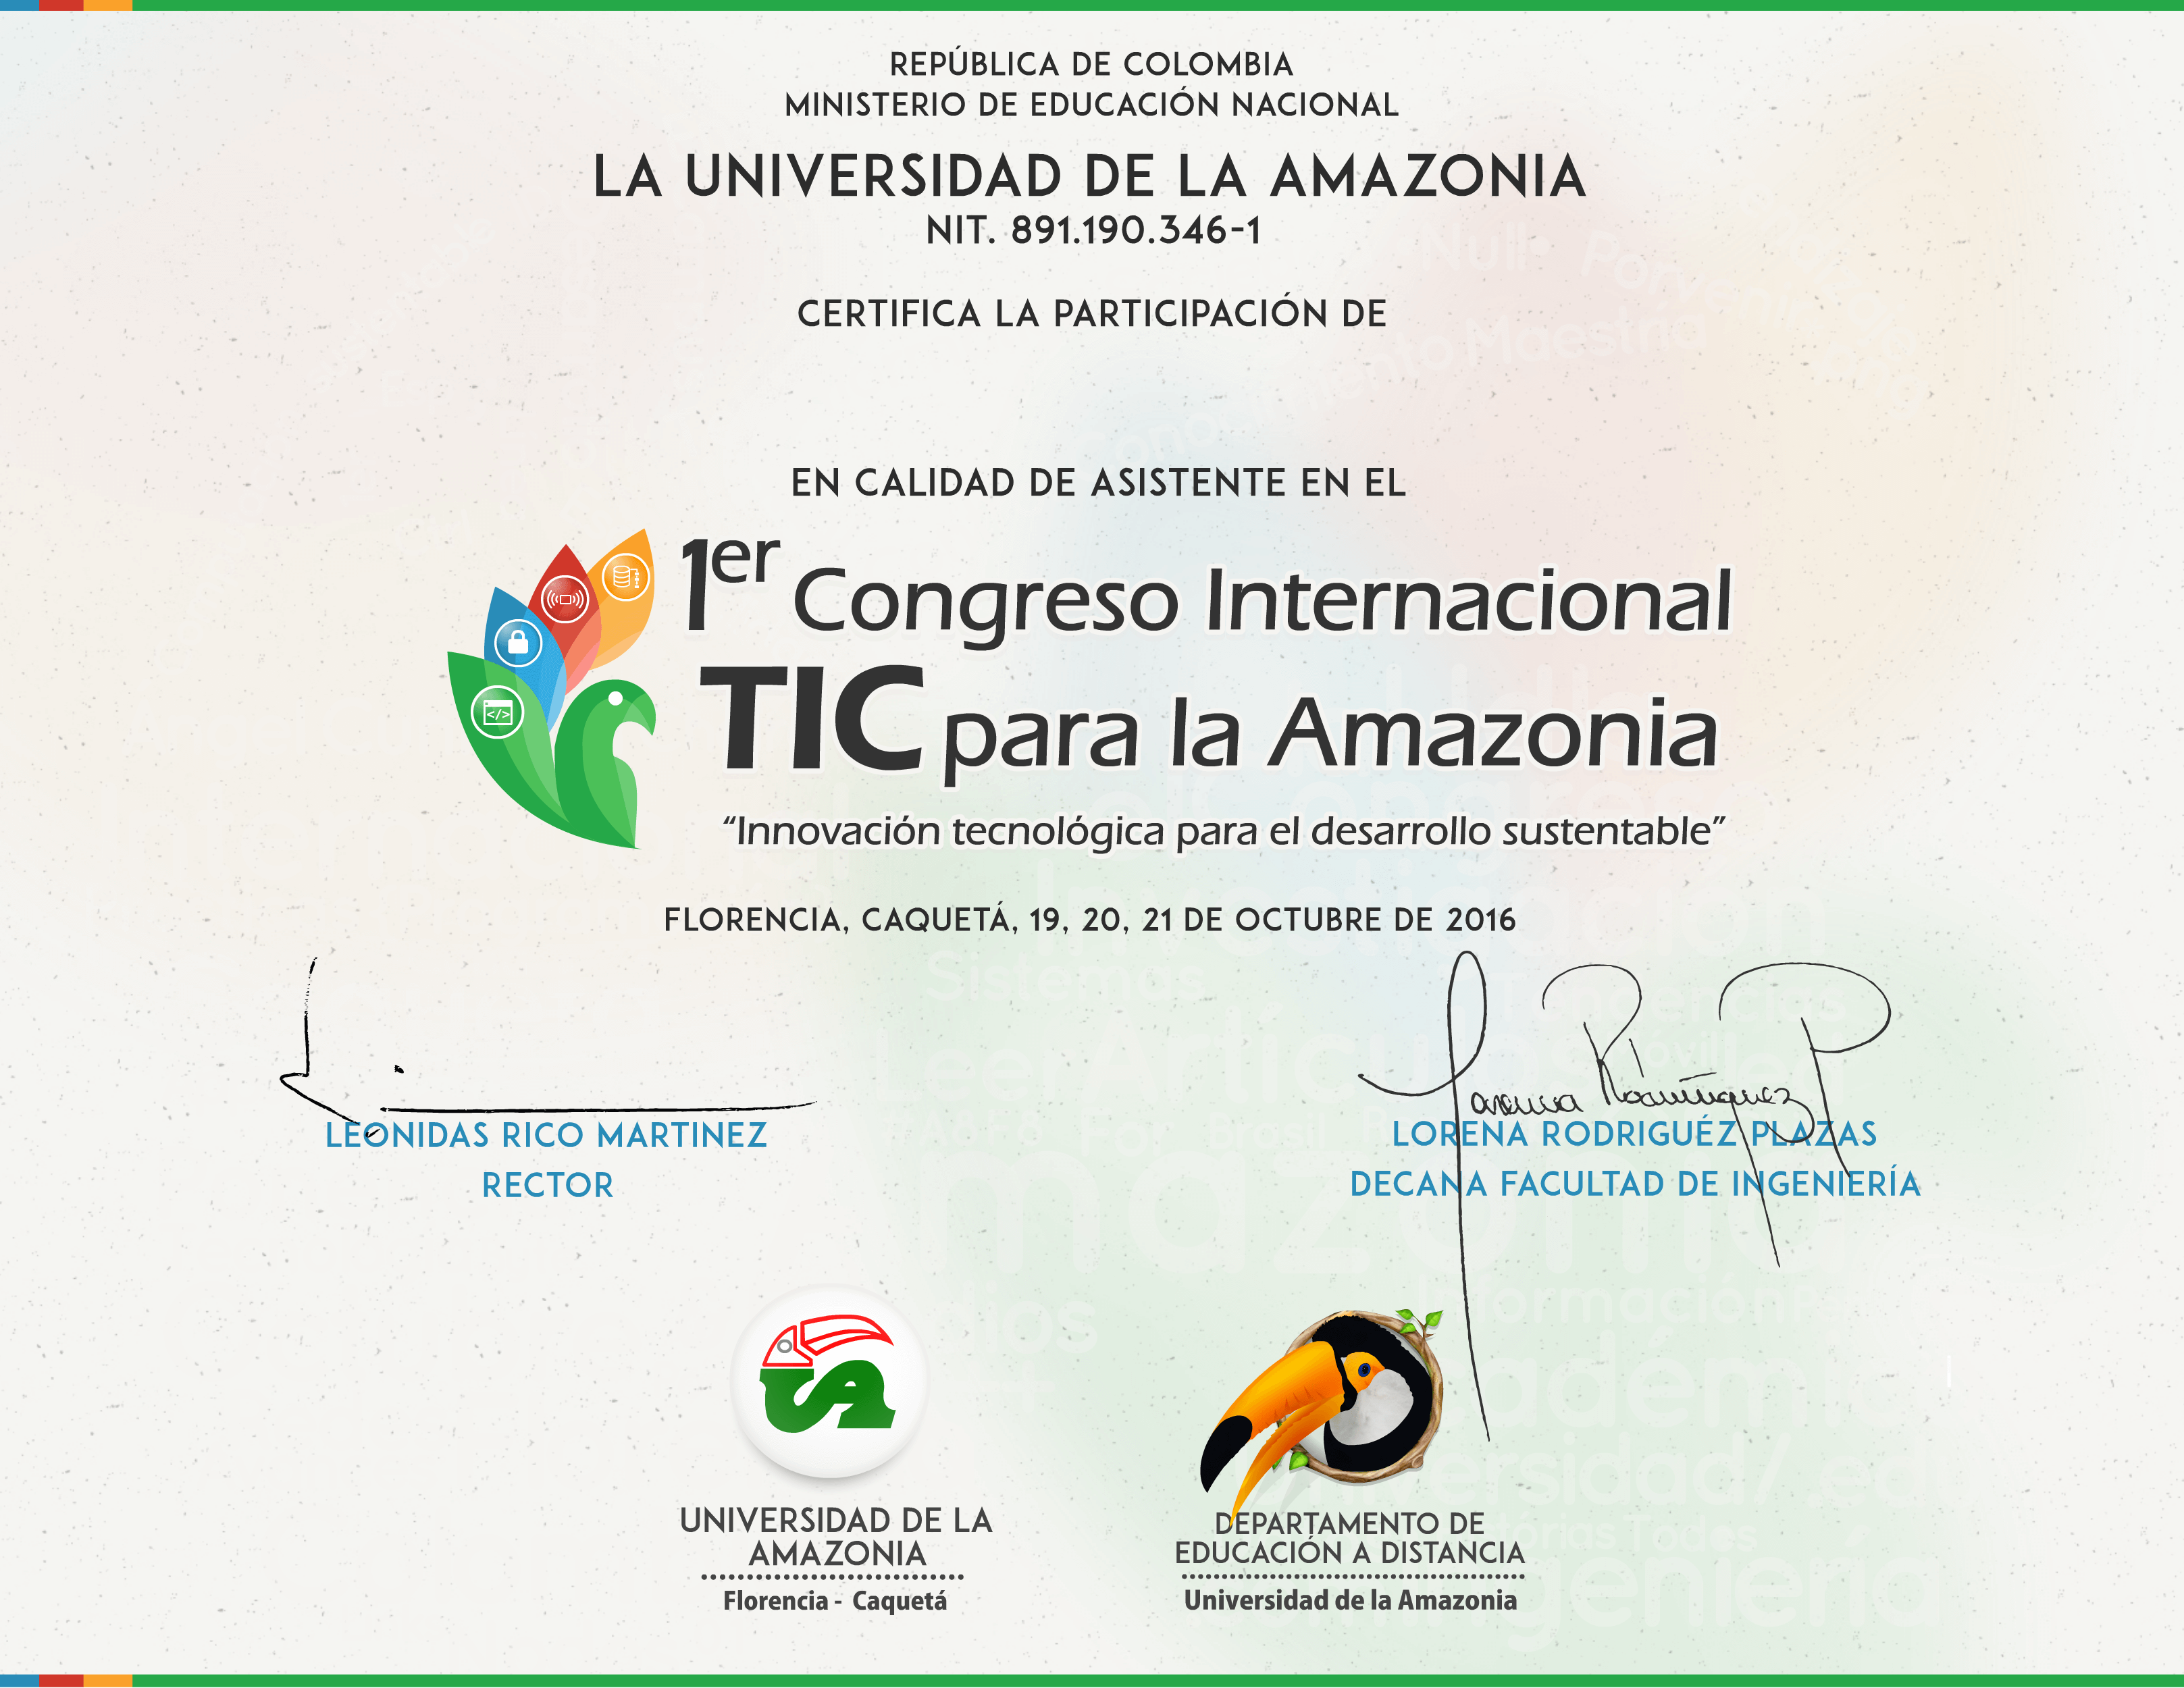 REPÚBLICA DE COLOMBIA
MINISTERIO DE EDUCACIÓN NACIONAL
LA UNIVERSIDAD DE LA AMAZONIA
NIT. 891.190.346-1
CERTIFICA LA PARTICIPACIÓN DE
EN CALIDAD DE ASISTENTE EN EL
1er Congreso Internacional
TIC para la Amazonia
“Innovación tecnológica para el desarrollo sustentable”
FLORENCIA, CAQUETÁ, 19, 20, 21 DE OCTUBRE DE 2016
LEONIDAS RICO MARTINEZ
RECTOR
LORENA RODRIGUÉZ PLAZAS
DECANA FACULTAD DE INGENIERÍA
UNIVERSIDAD DE LA
AMAZONIA
Florencia - Caquetá
DEPARTAMENTO DE
EDUCACIÓN A DISTANCIA
Universidad de la Amazonia